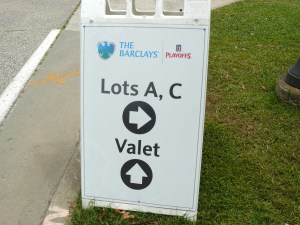 THE
BARCLAYS
PLAYOFFS
Lots A, C
Valet